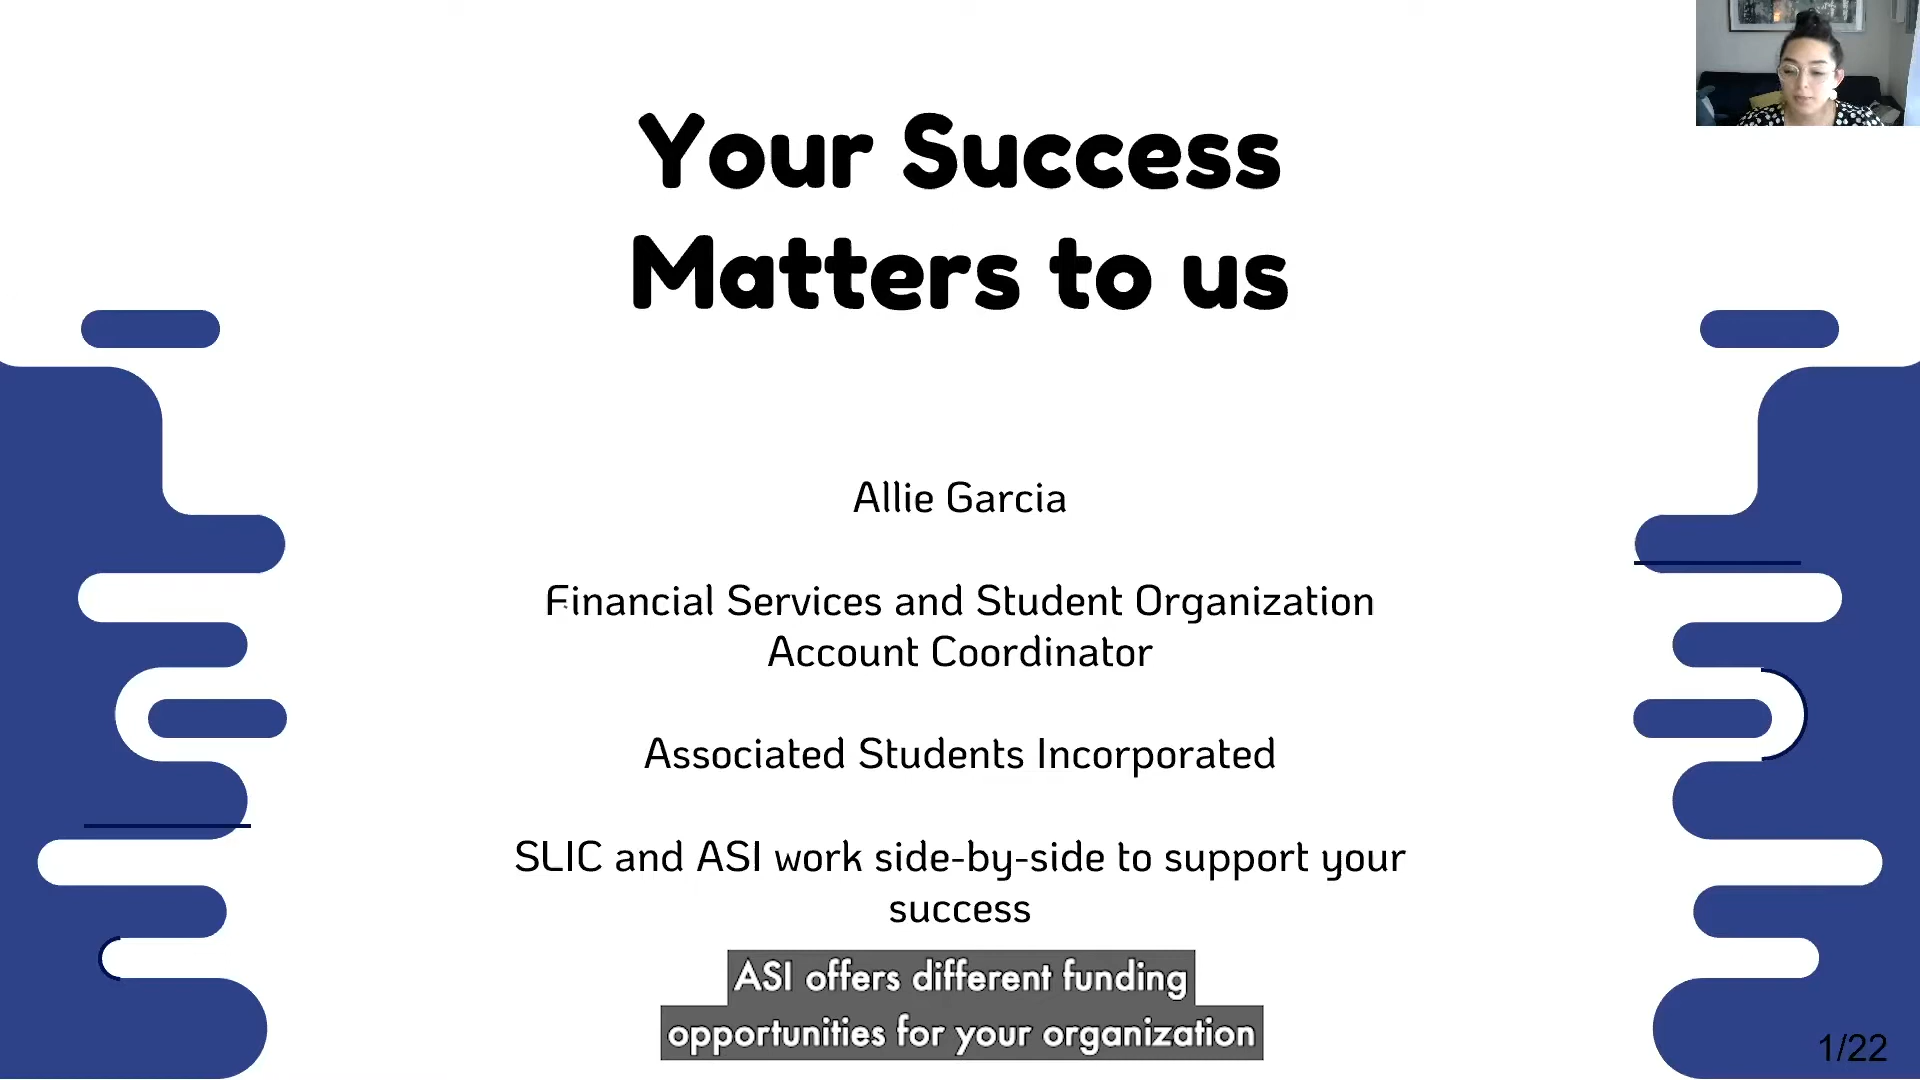 Your Success
Matters to us
Allie Garcia
Financial Services and Student Organization
Account Coordinator
Associated Students Incorporated
SLIC and ASI work side-by-side to support your
success
ASI offers different funding
opportunities for your organization
1/22